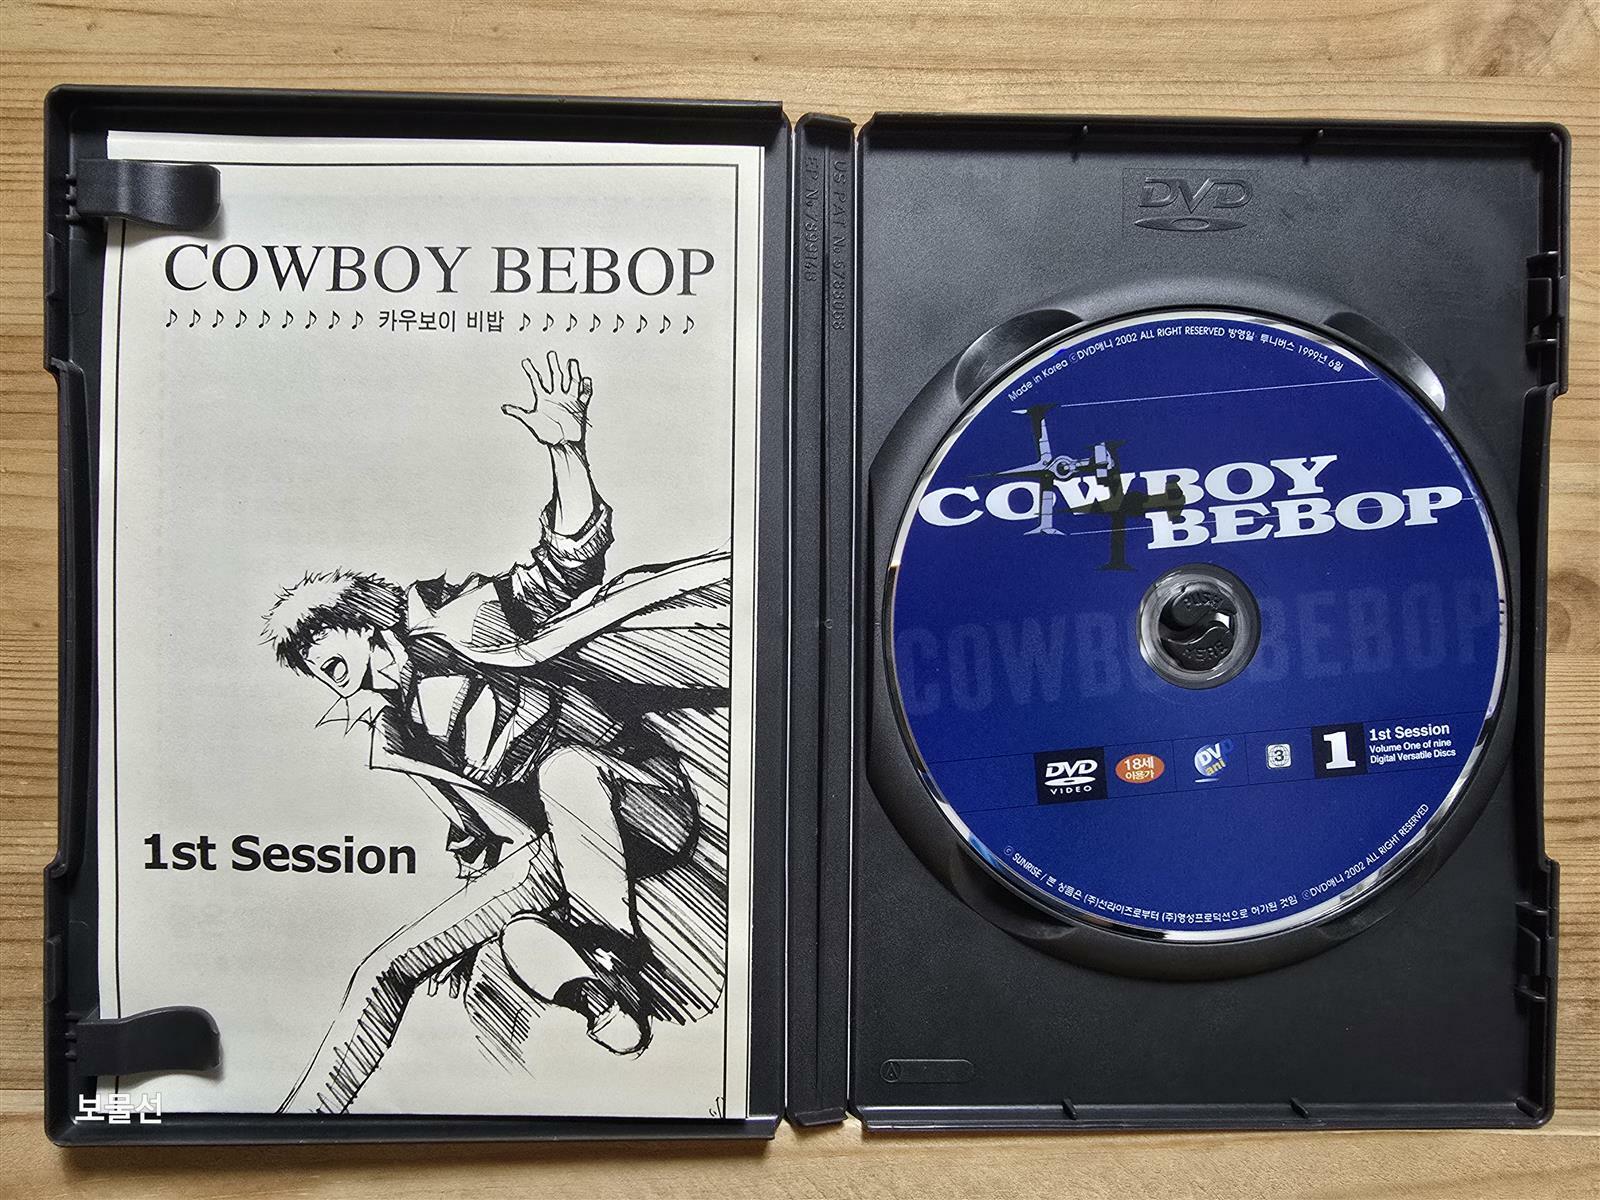 COWBOY BEBOP
♪♪♪♪♪♪♪♪♪ 카우보이 비밥 ♪♪♪♪♪♪♪♪
1st Session
보물선
US PAT No 5788068
EP No 7899148
DVD
Made in Korea ⓒDVD애니 2002 ALL RIGHT RESERVED 방영일 · 투니버스 1999년 6월
COWBOY
BEBOP
COWBOY BEBOP
PUSH
HERE
DVD
VIDEO
18세
이용가
DVD
ani
3
1
1st Session
Volume One of nine
Digital Versatile Discs
ⓒ SUNRISE / 본 상품은 (주)선라이즈로부터 (주)영성프로덕션으로 허가된 것임 ⓒDVD애니 2002 ALL RIGHT RESERVED